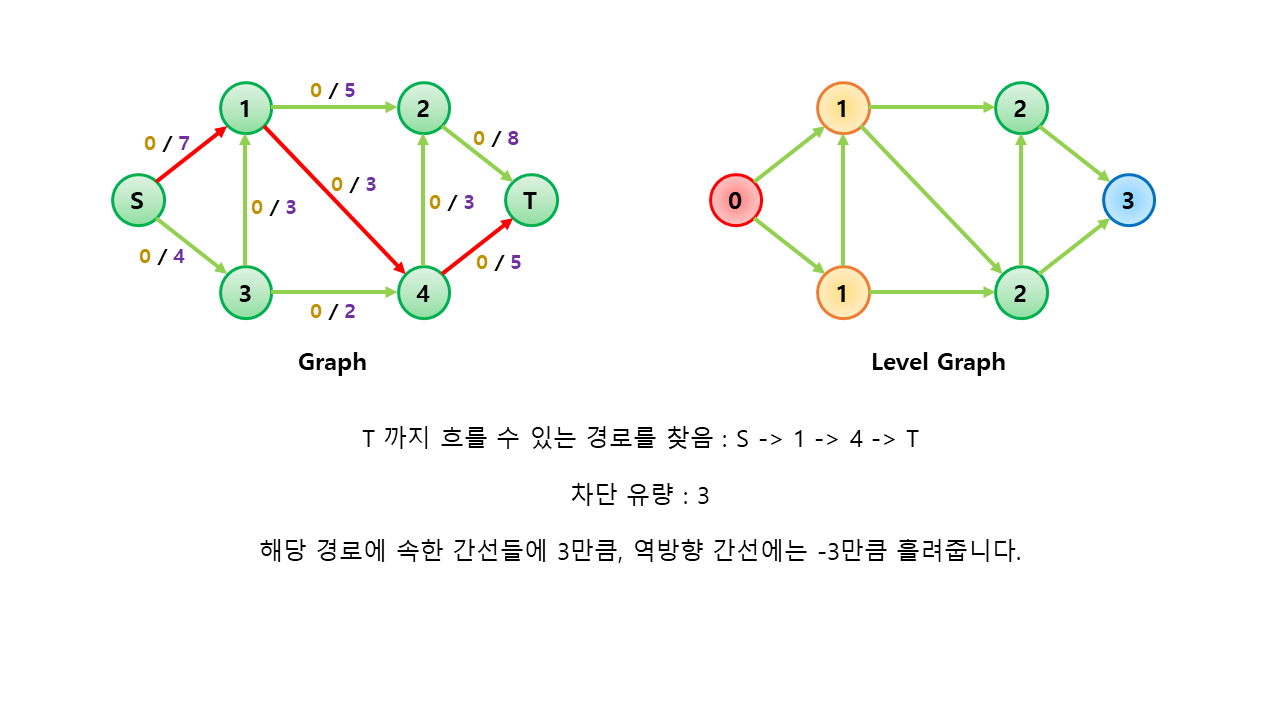 0 / 5
1
2
0 / 7
0 / 8
0 / 3
S
0 / 3
0 / 3
T
0 / 4
0 / 5
3
4
0 / 2
Graph
1
2
0
3
1
2
Level Graph
T 까지 흐를 수 있는 경로를 찾음 : S -> 1 -> 4 -> T
차단 유량 : 3
해당 경로에 속한 간선들에 3만큼, 역방향 간선에는 -3만큼 흘려줍니다.